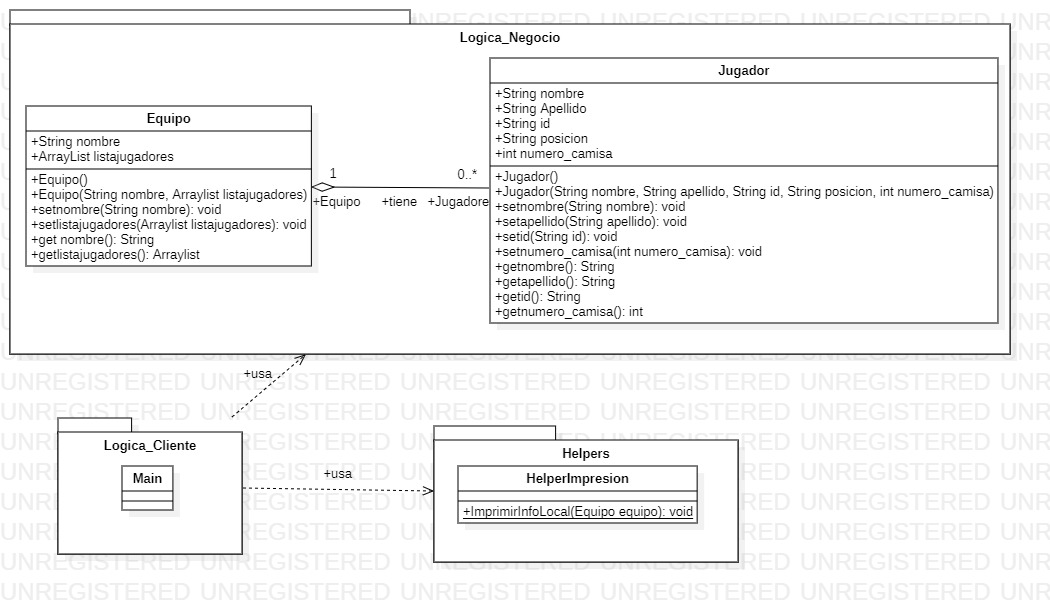 Logica_Negocio
Equipo
+String nombre
+ArrayList listajugadores
+Equipo()
+Equipo(String nombre, Arraylist listajugadores)
+setnombre(String nombre): void
+setlistajugadores(Arraylist listajugadores): void
+get nombre(): String
+getlistajugadores(): Arraylist
1
0..*
+Equipo
+tiene
+Jugadores
Jugador
+String nombre
+String Apellido
+String id
+String posicion
+int numero_camisa
+Jugador()
+Jugador(String nombre, String apellido, String id, String posicion, int numero_camisa)
+setnombre(String nombre): void
+setapellido(String apellido): void
+setid(String id): void
+setnumero_camisa(int numero_camisa): void
+getnombre(): String
+getapellido(): String
+getid(): String
+getnumero_camisa(): int
+usa
Logica_Cliente
Main
+usa
Helpers
HelperImpresion
+ImprimirInfoLocal(Equipo equipo): void
UNREGISTERED UNREGISTERED UNREGISTERED UNREGISTERED UNREGISTERED UNR